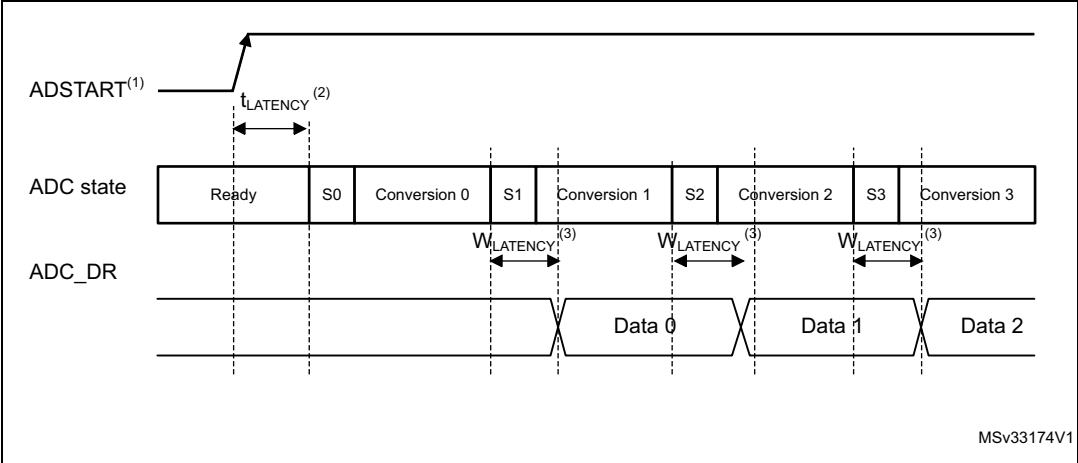 ADSTART(1)
tLATENCY (2)
ADC state
Ready S0 Conversion 0 S1 Conversion 1 S2 Conversion 2 S3 Conversion 3
WLATENCY (3) WLATENCY (3) WLATENCY (3)
ADC_DR
Data 0 Data 1 Data 2
MSv33174V1